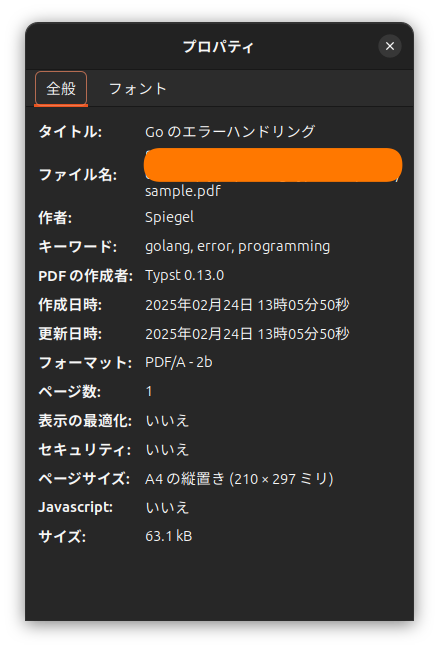 プロパティ
全般 フォント
タイトル: Go のエラーハンドリング
ファイル名:
sample.pdf
作者: Spiegel
キーワード: golang, error, programming
PDF の作成者: Typst 0.13.0
作成日時: 2025年02月24日 13時05分50秒
更新日時: 2025年02月24日 13時05分50秒
フォーマット: PDF/A - 2b
ページ数: 1
表示の最適化: いいえ
セキュリティ: いいえ
ページサイズ: A4 の縦置き (210 × 297 ミリ)
Javascript: いいえ
サイズ: 63.1 kB